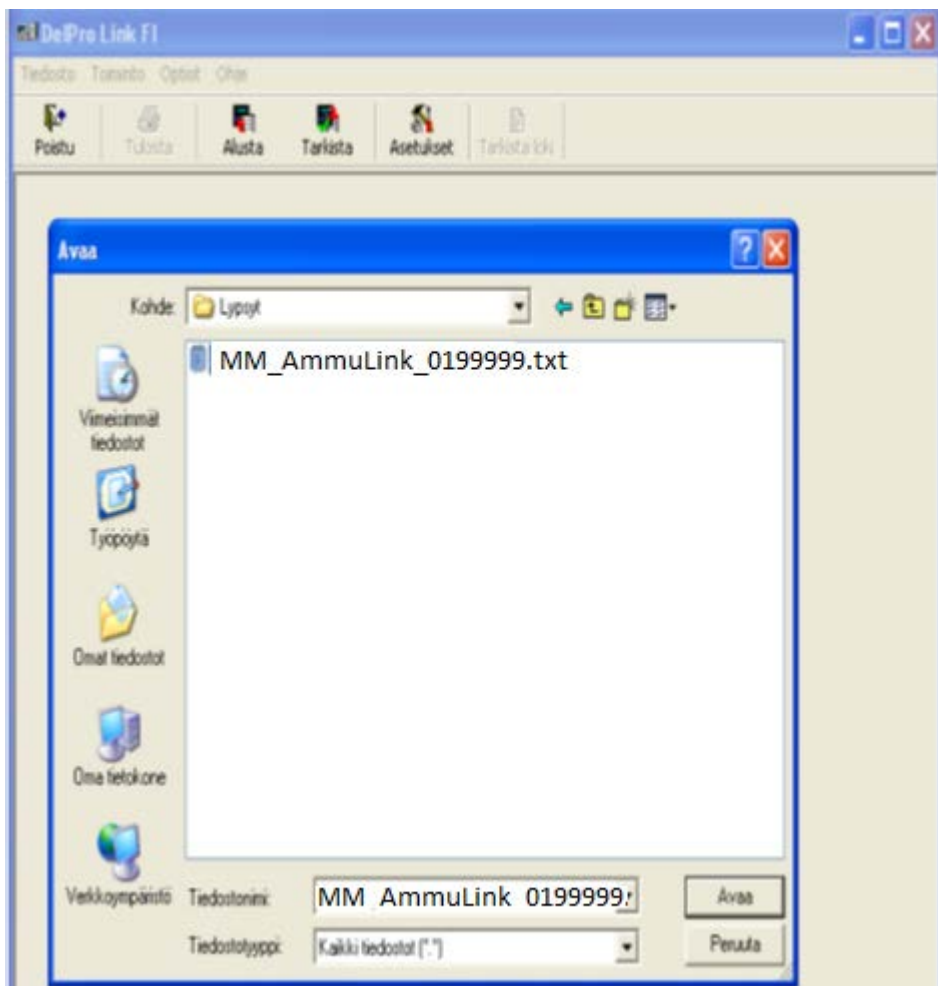 DelPro Link FI
Tiedosto Toiminto Optiot Ohje
Poistu Tulosta Alusta Tarkista Asetukset Tarkista loki
Avaa
Kohde: Lypsyt
MM_AmmuLink_0199999.txt
Viimeisimmät
tiedostot
Työpöytä
Omat tiedostot
Oma tietokone
Verkkoympäristö
Tiedostonimi: MM_AmmuLink_0199999. Avaa
Tiedostotyyppi: Kaikki tiedostot (*.*) Peruuta